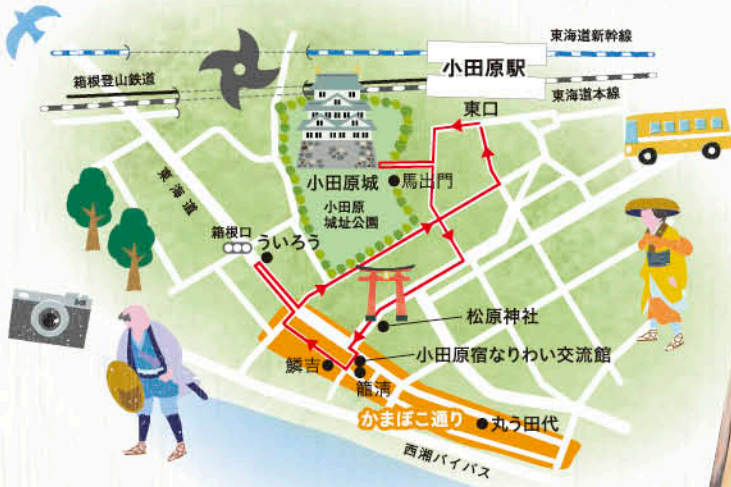 東海道新幹線
小田原駅
箱根登山鉄道
東海道本線
東口
小田原城
馬出門
小田原
城址公園
東海道
箱根口
ういろう
松原神社
小田原宿なりわい交流館
鱗吉
籠淸
かまぼこ通り
丸う田代
西湘バイパス